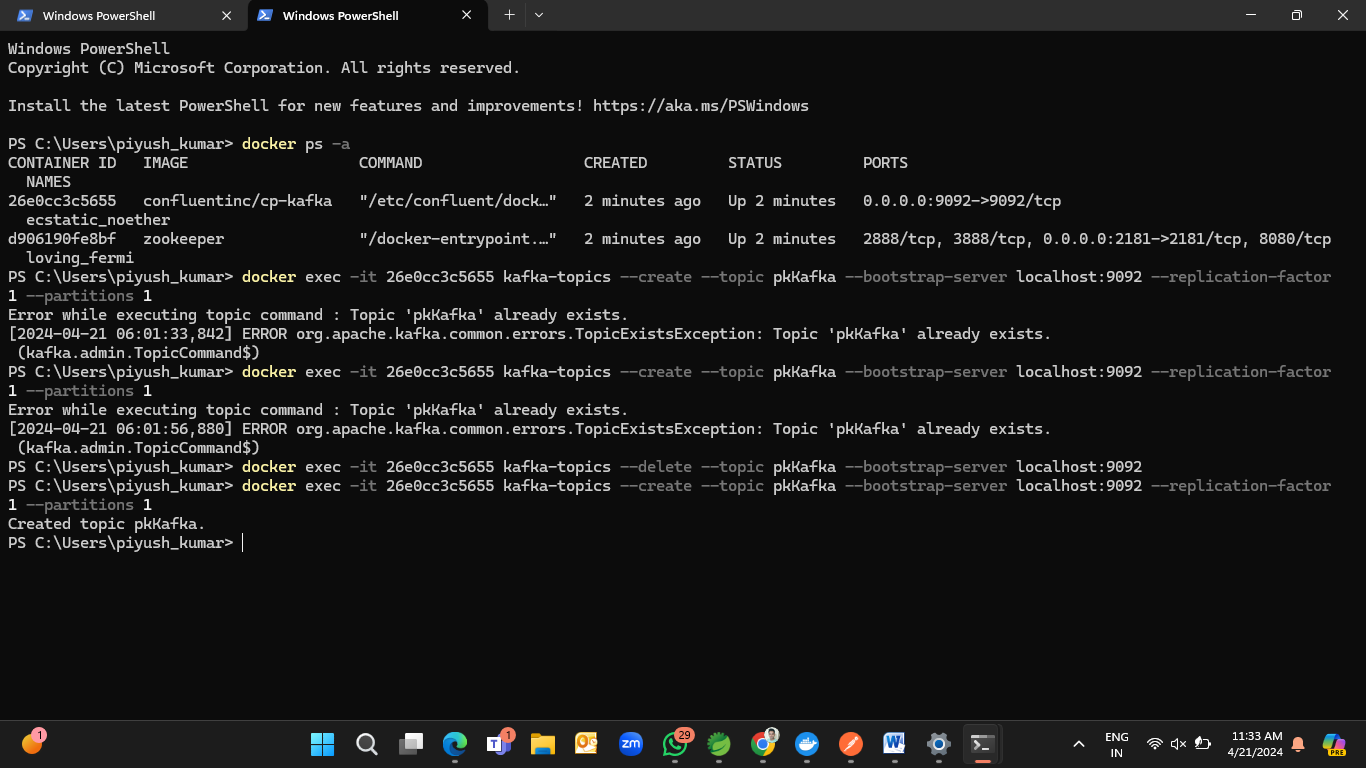 Windows PowerShell
Windows PowerShell
Windows PowerShell
Copyright (C) Microsoft Corporation. All rights reserved.
Install the latest PowerShell for new features and improvements! https://aka.ms/PSWindows
PS C:\Users\piyush_kumar> docker ps -a
CONTAINER ID   IMAGE                   COMMAND                  CREATED         STATUS         PORTS
  NAMES
26e0cc3c5655   confluentinc/cp-kafka   "/etc/confluent/dock…"   2 minutes ago   Up 2 minutes   0.0.0.0:9092->9092/tcp
  ecstatic_noether
d906190fe8bf   zookeeper               "/docker-entrypoint.…"   2 minutes ago   Up 2 minutes   2888/tcp, 3888/tcp, 0.0.0.0:2181->2181/tcp, 8080/tcp
  loving_fermi
PS C:\Users\piyush_kumar> docker exec -it 26e0cc3c5655 kafka-topics --create --topic pkKafka --bootstrap-server localhost:9092 --replication-factor
1 --partitions 1
Error while executing topic command : Topic 'pkKafka' already exists.
[2024-04-21 06:01:33,842] ERROR org.apache.kafka.common.errors.TopicExistsException: Topic 'pkKafka' already exists.
 (kafka.admin.TopicCommand$)
PS C:\Users\piyush_kumar> docker exec -it 26e0cc3c5655 kafka-topics --create --topic pkKafka --bootstrap-server localhost:9092 --replication-factor
1 --partitions 1
Error while executing topic command : Topic 'pkKafka' already exists.
[2024-04-21 06:01:56,880] ERROR org.apache.kafka.common.errors.TopicExistsException: Topic 'pkKafka' already exists.
 (kafka.admin.TopicCommand$)
PS C:\Users\piyush_kumar> docker exec -it 26e0cc3c5655 kafka-topics --delete --topic pkKafka --bootstrap-server localhost:9092
PS C:\Users\piyush_kumar> docker exec -it 26e0cc3c5655 kafka-topics --create --topic pkKafka --bootstrap-server localhost:9092 --replication-factor
1 --partitions 1
Created topic pkKafka.
PS C:\Users\piyush_kumar>
1
T 1
zm
29
W
ENG
IN
11:33 AM
4/21/2024
PRE